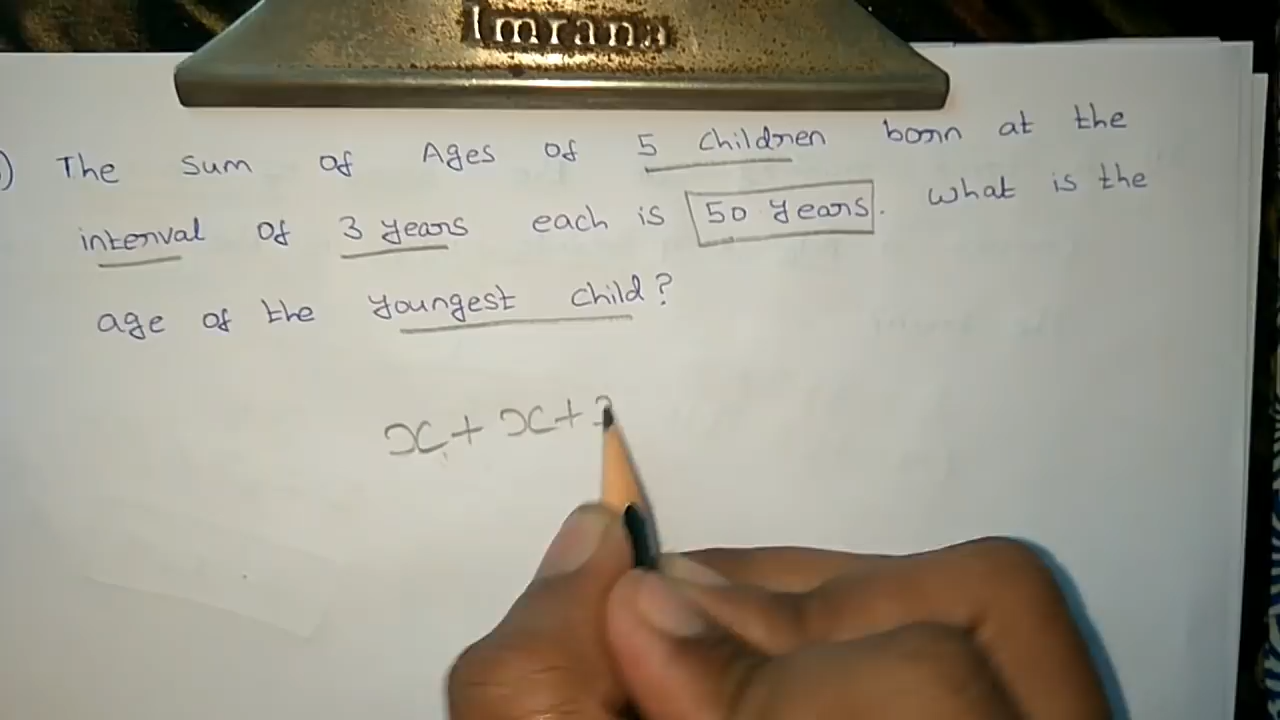 Imrana
) The Sum of Ages of 5 children born at the
interval of 3 years each is 50 years. What is the
age of the youngest child?
x + x + 3